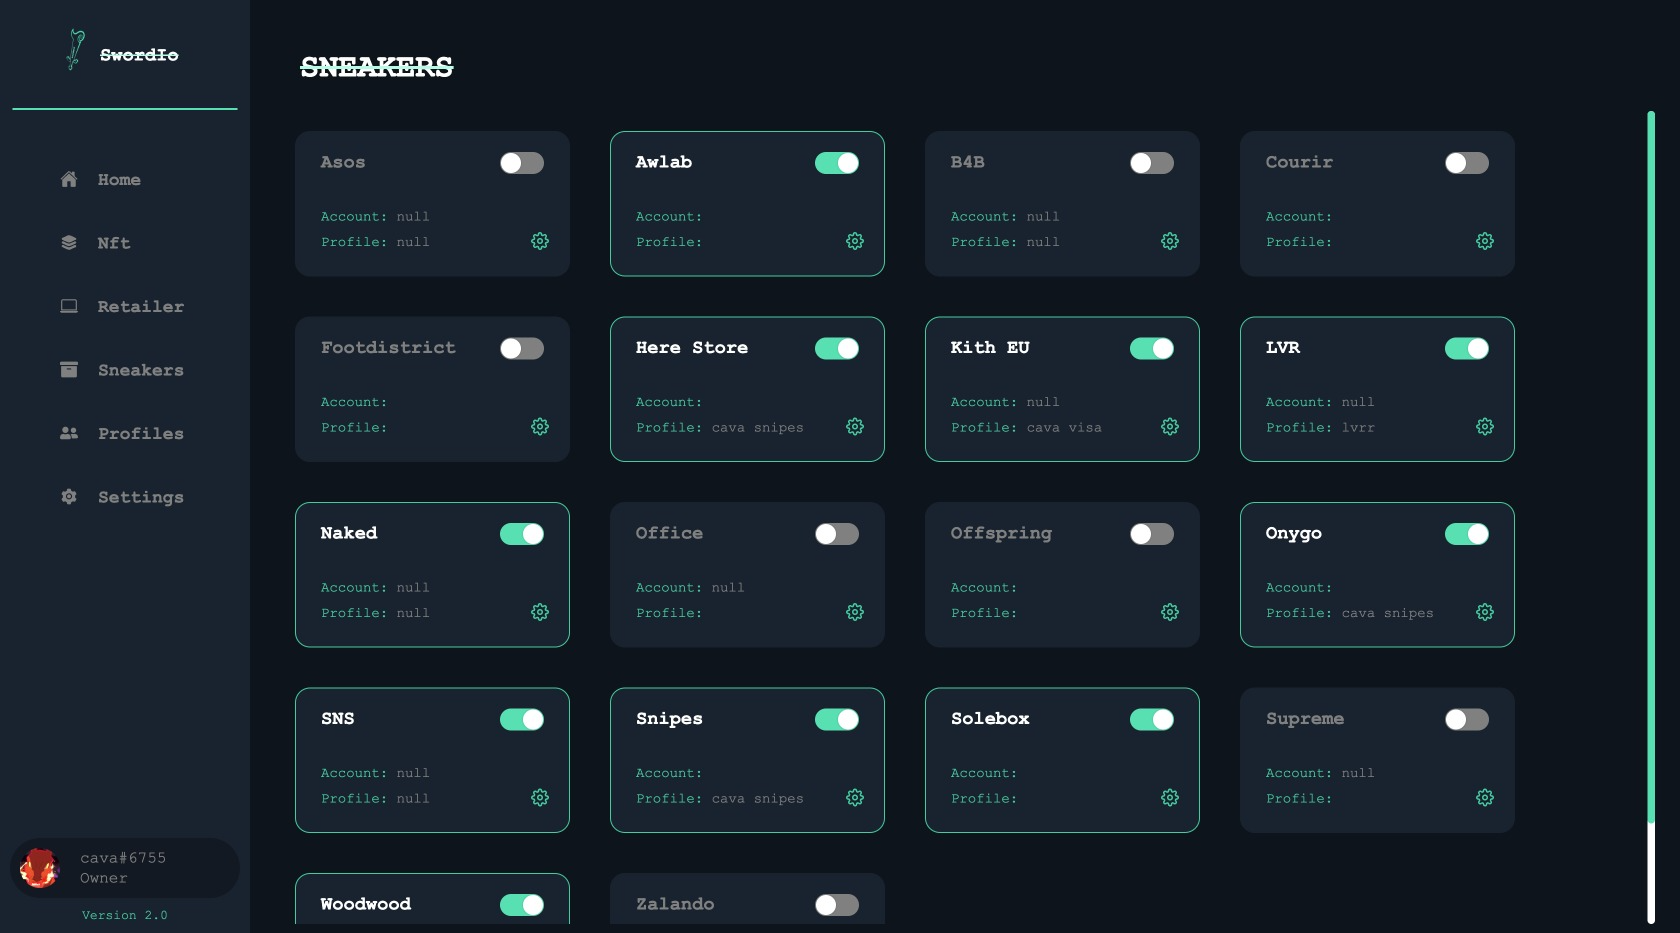 SwordIo
SNEAKERS
Home
Nft
Retailer
Sneakers
Profiles
Settings
cava#6755
Owner
Version 2.0
Asos
Account: null
Profile: null
Awlab
Account:
Profile:
B4B
Account: null
Profile: null
Courir
Account:
Profile:
Footdistrict
Account:
Profile:
Here Store
Account:
Profile: cava snipes
Kith EU
Account: null
Profile: cava visa
LVR
Account: null
Profile: lvrr
Naked
Account: null
Profile: null
Office
Account: null
Profile:
Offspring
Account:
Profile:
Onygo
Account:
Profile: cava snipes
SNS
Account: null
Profile: null
Snipes
Account:
Profile: cava snipes
Solebox
Account:
Profile:
Supreme
Account: null
Profile:
Woodwood
Zalando